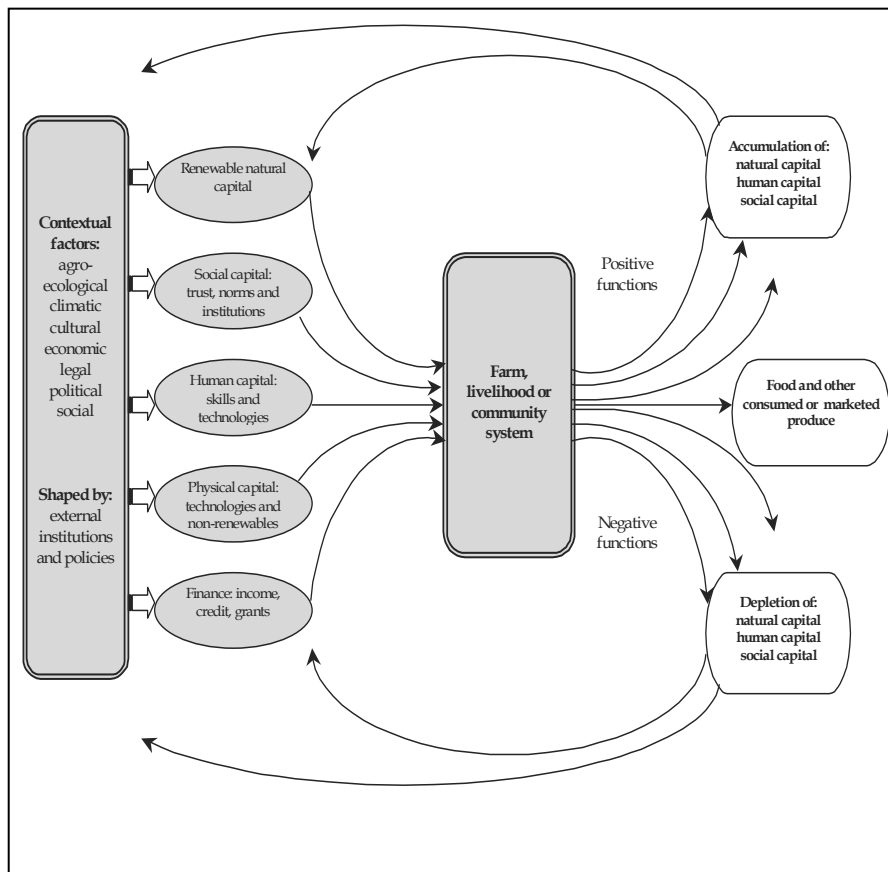 Contextual
factors:
agro-
ecological
climatic
cultural
economic
legal
political
social
Shaped by:
external
institutions
and policies
Renewable natural
capital
Social capital:
trust, norms and
institutions
Human capital:
skills and
technologies
Physical capital:
technologies and
non-renewables
Finance: income,
credit, grants
Farm,
livelihood or
community
system
Positive
functions
Negative
functions
Accumulation of:
natural capital
human capital
social capital
Food and other
consumed or marketed
produce
Depletion of:
natural capital
human capital
social capital